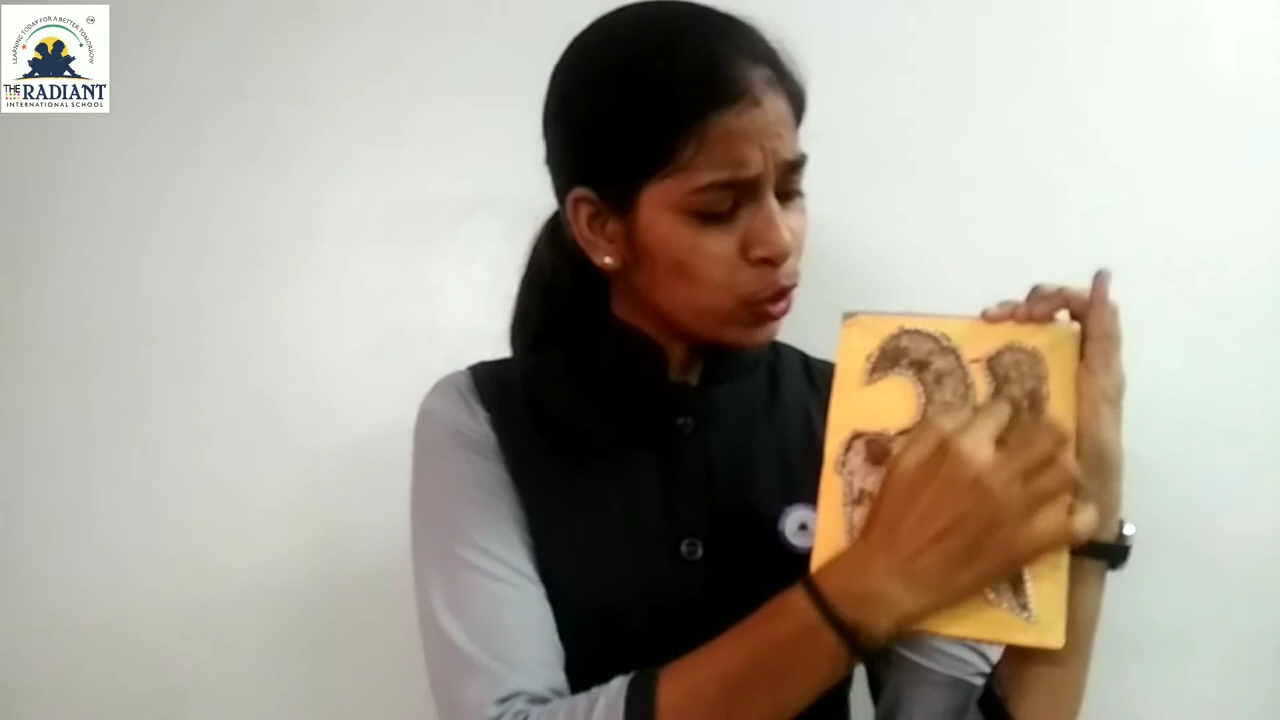 LEARNING TODAY FOR A BETTER TOMORROW
THE RADIANT
INTERNATIONAL SCHOOL